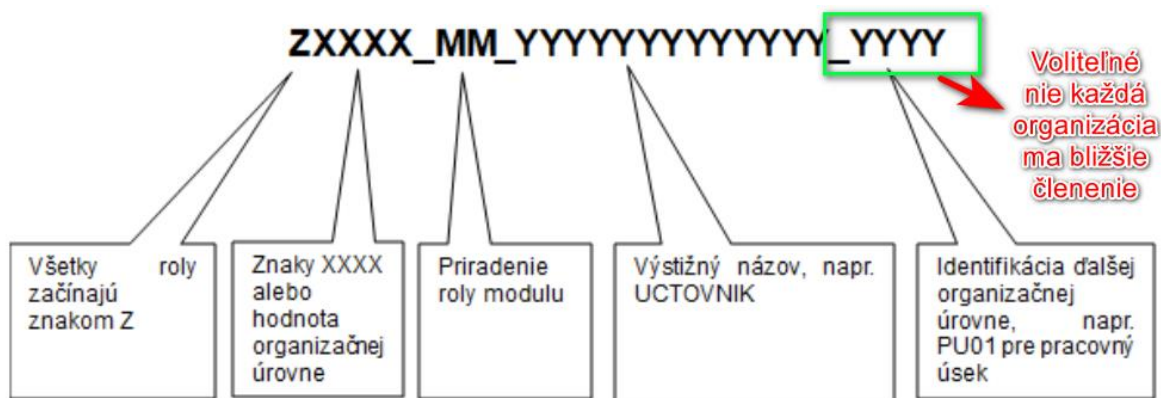 ZXXXX_MM_YYYYYYYYYYYYYY_YYYY
Voliteľné
nie každá
organizácia
ma bližšie
členenie
Všetky roly
začínajú
znakom Z
Znaky XXXX
alebo
hodnota
organizačnej
úrovne
Priradenie
roly modulu
Výstižný názov, napr.
UCTOVNIK
Identifikácia ďalšej
organizačnej
úrovne, napr.
PU01 pre pracovný
úsek